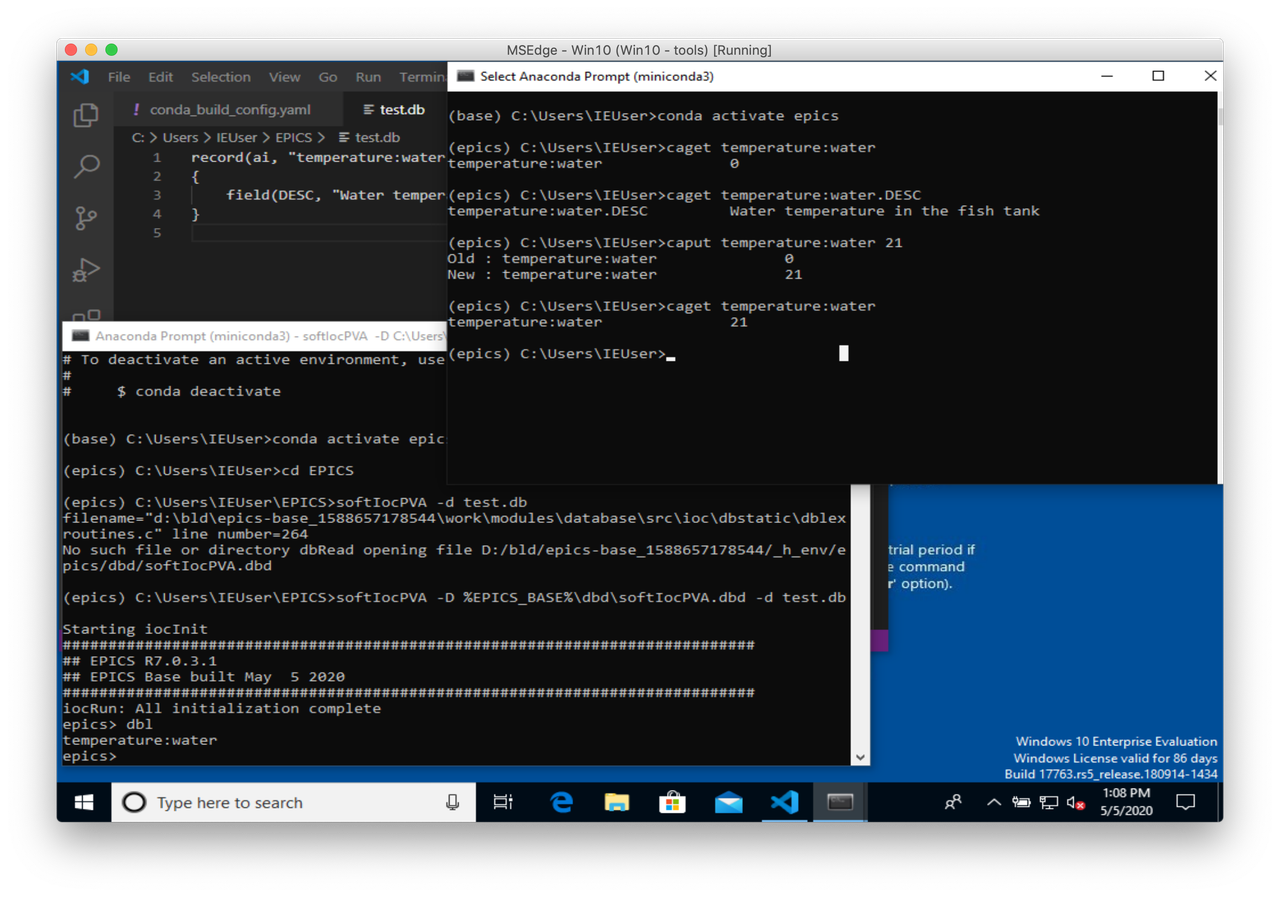 MSEdge - Win10 (Win10 - tools) [Running]
File Edit Selection View Go Run
! conda_build_config.yaml
test.db
C: > Users > IEUser > EPICS > test.db
1 record(ai, "temperature:water
2 {
3 field(DESC, "Water temper
4 }
5
Select Anaconda Prompt (miniconda3)
(base) C:\Users\IEUser>conda activate epics
(epics) C:\Users\IEUser>caget temperature:water
temperature:water 0
(epics) C:\Users\IEUser>caget temperature:water.DESC
temperature:water.DESC Water temperature in the fish tank
(epics) C:\Users\IEUser>caput temperature:water 21
Old : temperature:water 0
New : temperature:water 21
(epics) C:\Users\IEUser>caget temperature:water
temperature:water 21
(epics) C:\Users\IEUser>
Anaconda Prompt (miniconda3) - softIocPVA -D C:\Users\
# To deactivate an active environment, use
#
# $ conda deactivate
(base) C:\Users\IEUser>conda activate epic
(epics) C:\Users\IEUser>cd EPICS
(epics) C:\Users\IEUser\EPICS>softIocPVA -d test.db
filename="d:\bld\epics-base_1588657178544\work\modules\database\src\ioc\dbstatic\dblex
routines.c" line number=264
No such file or directory dbRead opening file D:/bld/epics-base_1588657178544/_h_env/e
pics/dbd/softIocPVA.dbd
(epics) C:\Users\IEUser\EPICS>softIocPVA -D %EPICS_BASE%\dbd\softIocPVA.dbd -d test.db
Starting iocInit
############################################################################
## EPICS R7.0.3.1
## EPICS Base built May 5 2020
############################################################################
iocRun: All initialization complete
epics> dbl
temperature:water
epics>
trial period if
e command
r' option).
Windows 10 Enterprise Evaluation
Windows License valid for 86 days
Build 17763.rs5_release.180914-1434
Type here to search
1:08 PM
5/5/2020